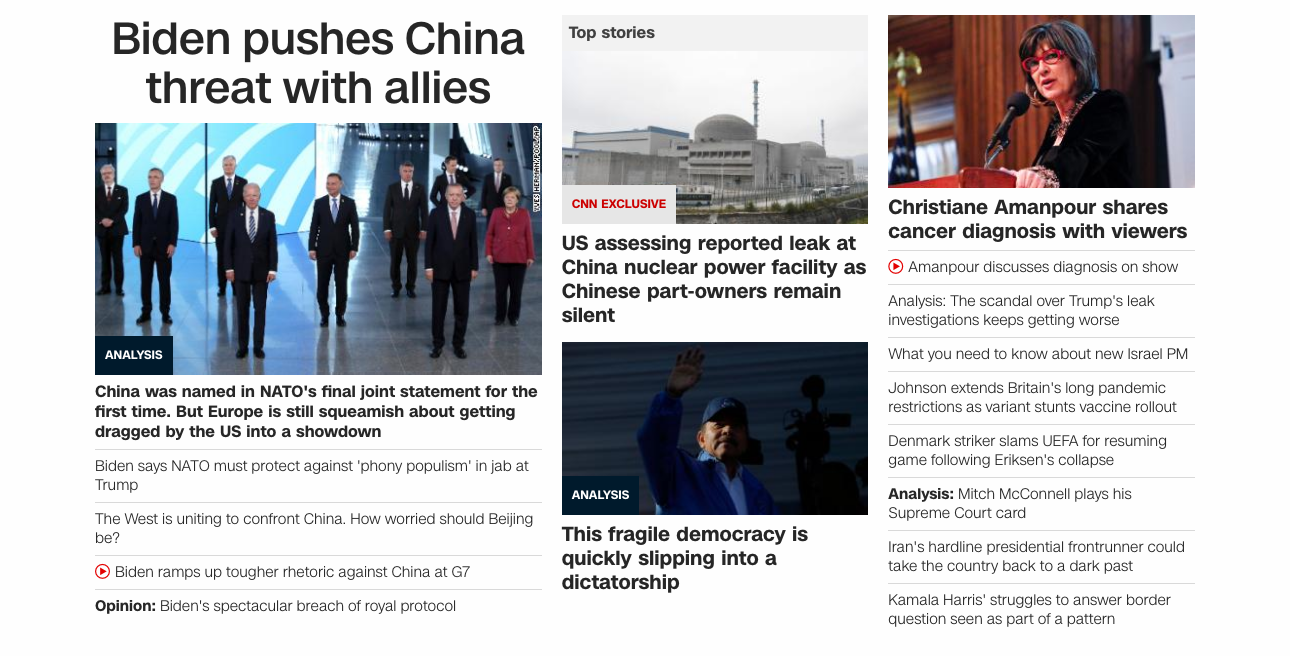 Biden pushes China
threat with allies
YVES HERMAN/POOL/AP
ANALYSIS
China was named in NATO's final joint statement for the
first time. But Europe is still squeamish about getting
dragged by the US into a showdown
Biden says NATO must protect against 'phony populism' in jab at
Trump
The West is uniting to confront China. How worried should Beijing
be?
Biden ramps up tougher rhetoric against China at G7
Opinion: Biden's spectacular breach of royal protocol
Top stories
CNN EXCLUSIVE
US assessing reported leak at
China nuclear power facility as
Chinese part-owners remain
silent
ANALYSIS
This fragile democracy is
quickly slipping into a
dictatorship
Christiane Amanpour shares
cancer diagnosis with viewers
Amanpour discusses diagnosis on show
Analysis: The scandal over Trump's leak
investigations keeps getting worse
What you need to know about new Israel PM
Johnson extends Britain's long pandemic
restrictions as variant stunts vaccine rollout
Denmark striker slams UEFA for resuming
game following Eriksen's collapse
Analysis: Mitch McConnell plays his
Supreme Court card
Iran's hardline presidential frontrunner could
take the country back to a dark past
Kamala Harris' struggles to answer border
question seen as part of a pattern